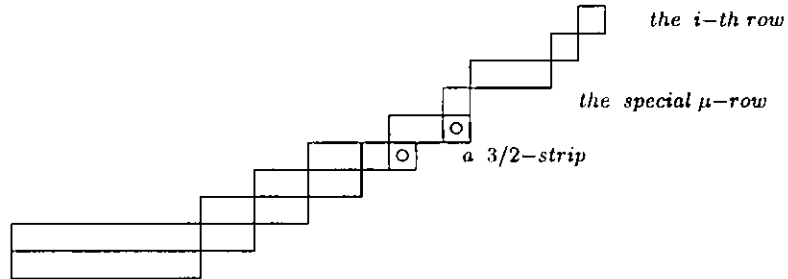 the i-th row
the special μ-row
a 3/2-strip